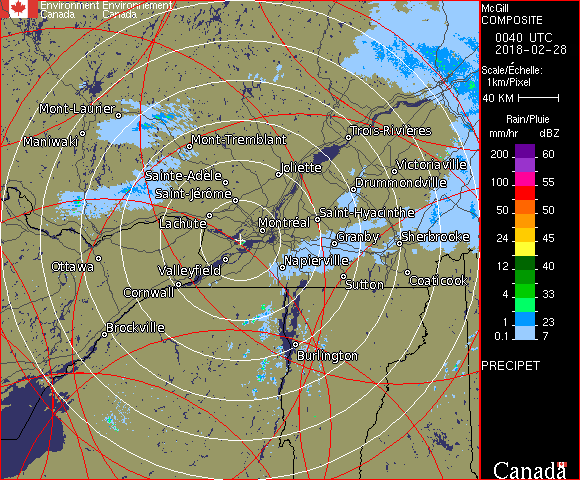 Environment Environnement
Canada Canada
McGill
COMPOSITE
0040 UTC
2018-02-28
Scale/Échelle:
1km/Pixel
40 KM
Rain/Pluie
mm/hr dBZ
200 60
100 55
50 50
24 45
12 40
4 33
1 23
0.1 7
PRECIPET
Canada
Mont-Laurier
Maniwaki
Mont-Tremblant
Trois-Rivières
Sainte-Adèle
Joliette
Victoriaville
Saint-Jérôme
Drummondville
Lachute
Montréal
Saint-Hyacinthe
Granby
Sherbrooke
Ottawa
Valleyfield
Napierville
Cornwall
Sutton
Coaticook
Brockville
Burlington